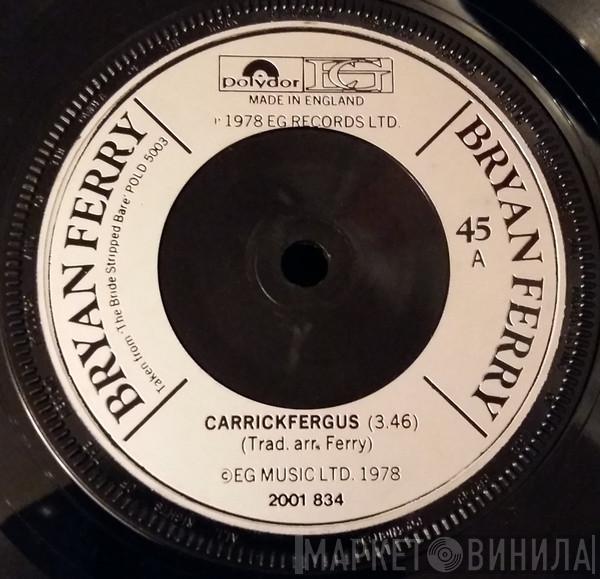 polydor EG
MADE IN ENGLAND
℗ 1978 EG RECORDS LTD.
BRYAN FERRY
Taken from 'The Bride Stripped Bare' POLD 5003
BRYAN FERRY
45
A
CARRICKFERGUS (3.46)
(Trad. arr. Ferry)
©EG MUSIC LTD. 1978
2001 834
МАРКЕТ ВИНИЛА